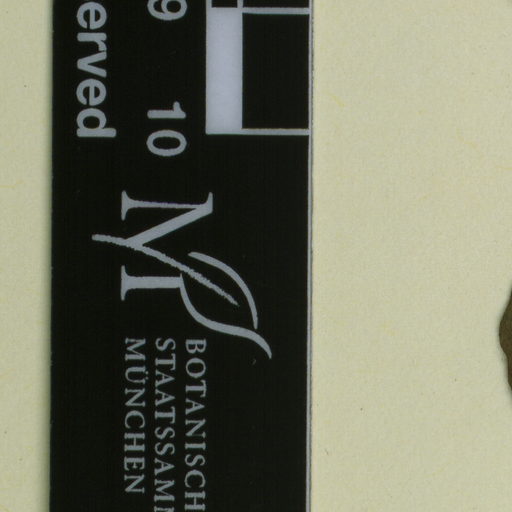 9 10
erved
BOTANISCH
STAATSSAM
MÜNCHEN